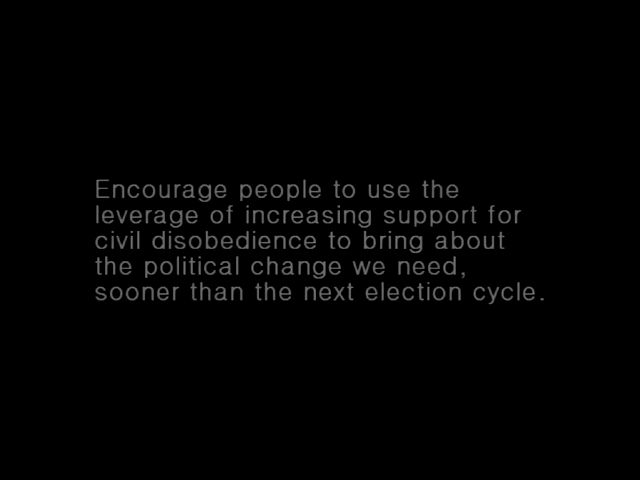 Encourage people to use the
leverage of increasing support for
civil disobedience to bring about
the political change we need,
sooner than the next election cycle.